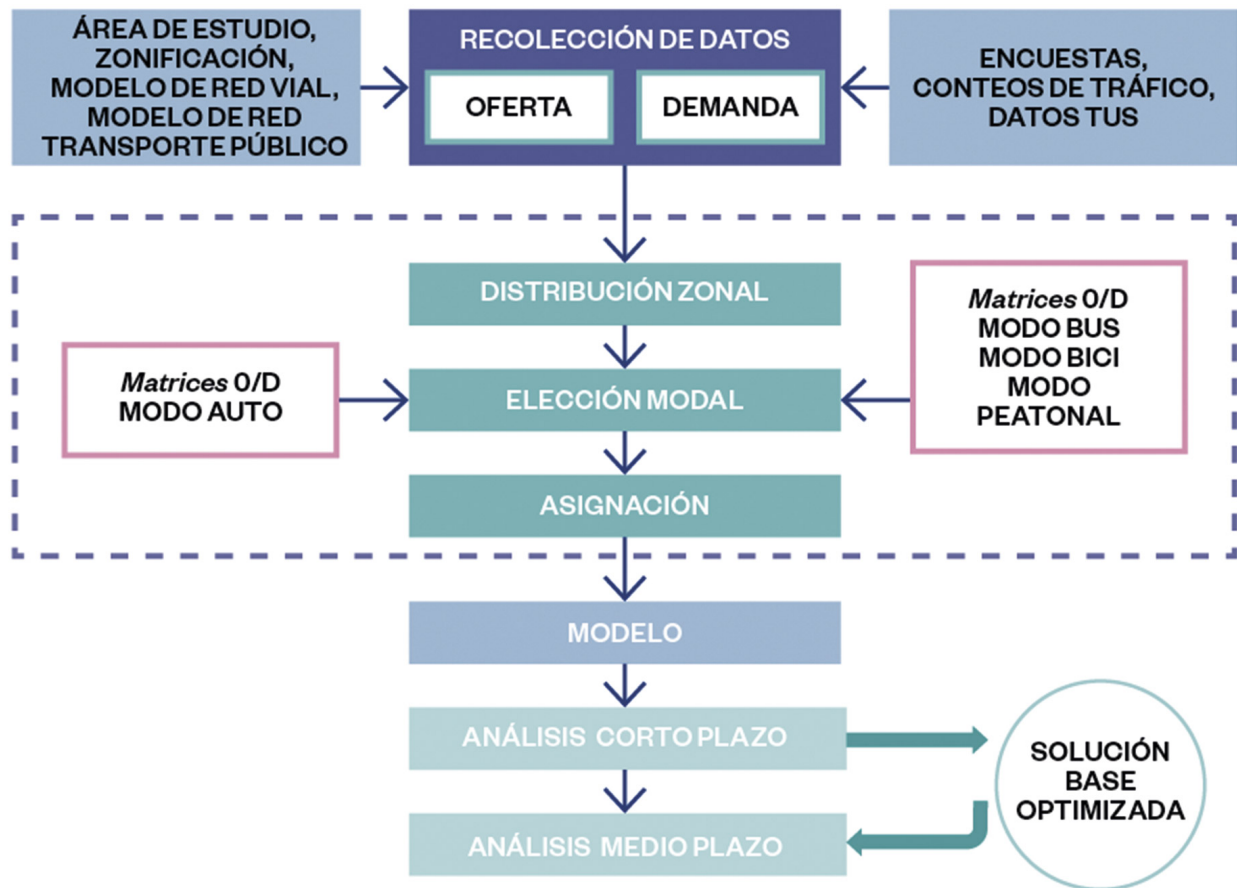 ÁREA DE ESTUDIO,
ZONIFICACIÓN,
MODELO DE RED VIAL,
MODELO DE RED
TRANSPORTE PÚBLICO
RECOLECCIÓN DE DATOS
OFERTA
DEMANDA
ENCUESTAS,
CONTEOS DE TRÁFICO,
DATOS TUS
DISTRIBUCIÓN ZONAL
Matrices O/D
MODO AUTO
ELECCIÓN MODAL
Matrices O/D
MODO BUS
MODO BICI
MODO
PEATONAL
ASIGNACIÓN
MODELO
ANÁLISIS CORTO PLAZO
SOLUCIÓN
BASE
OPTIMIZADA
ANÁLISIS MEDIO PLAZO